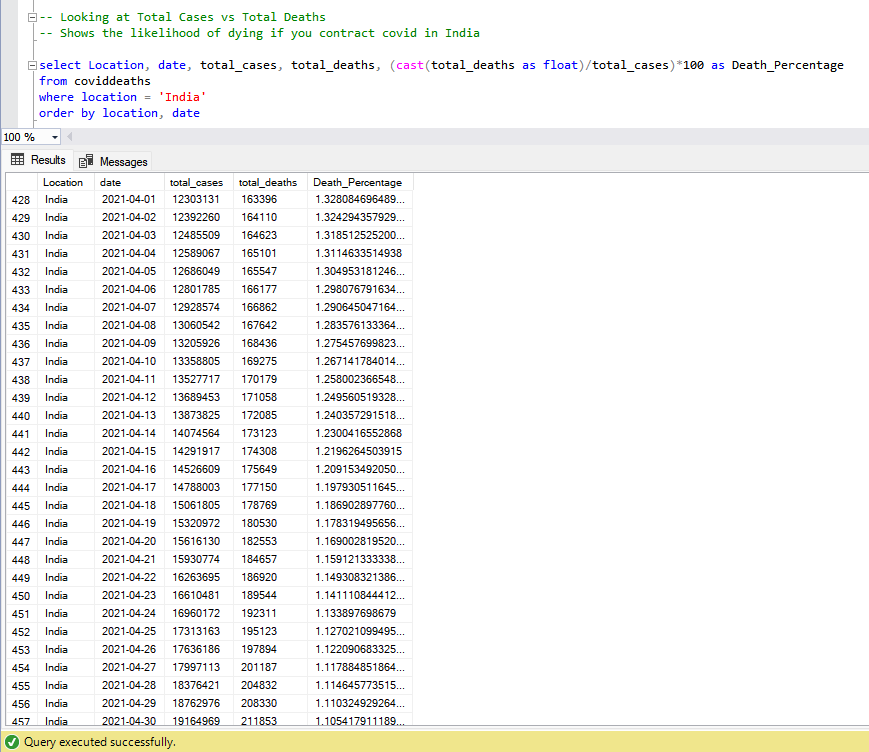 -- Looking at Total Cases vs Total Deaths
-- Shows the likelihood of dying if you contract covid in India
select Location, date, total_cases, total_deaths, (cast(total_deaths as float)/total_cases)*100 as Death_Percentage
from coviddeaths
where location = 'India'
order by location, date
100 %
Results Messages
Location date total_cases total_deaths Death_Percentage
428 India 2021-04-01 12303131 163396 1.328084696489...
429 India 2021-04-02 12392260 164110 1.324294357929...
430 India 2021-04-03 12485509 164623 1.318512525200...
431 India 2021-04-04 12589067 165101 1.3114633514938
432 India 2021-04-05 12686049 165547 1.304953181246...
433 India 2021-04-06 12801785 166177 1.298076791634...
434 India 2021-04-07 12928574 166862 1.290645047164...
435 India 2021-04-08 13060542 167642 1.283576133364...
436 India 2021-04-09 13205926 168436 1.275457699823...
437 India 2021-04-10 13358805 169275 1.267141784014...
438 India 2021-04-11 13527717 170179 1.258002366548...
439 India 2021-04-12 13689453 171058 1.249560519328...
440 India 2021-04-13 13873825 172085 1.240357291518...
441 India 2021-04-14 14074564 173123 1.2300416552868
442 India 2021-04-15 14291917 174308 1.2196264503915
443 India 2021-04-16 14526609 175649 1.209153492050...
444 India 2021-04-17 14788003 177150 1.197930511645...
445 India 2021-04-18 15061805 178769 1.186902897760...
446 India 2021-04-19 15320972 180530 1.178319495656...
447 India 2021-04-20 15616130 182553 1.169002819520...
448 India 2021-04-21 15930774 184657 1.159121333338...
449 India 2021-04-22 16263695 186920 1.149308321386...
450 India 2021-04-23 16610481 189544 1.141110844412...
451 India 2021-04-24 16960172 192311 1.133897698679
452 India 2021-04-25 17313163 195123 1.127021099495...
453 India 2021-04-26 17636186 197894 1.122090683325...
454 India 2021-04-27 17997113 201187 1.117884851864...
455 India 2021-04-28 18376421 204832 1.114645773515...
456 India 2021-04-29 18762976 208330 1.110324929264...
457 India 2021-04-30 19164969 211853 1.105417911189...
Query executed successfully.